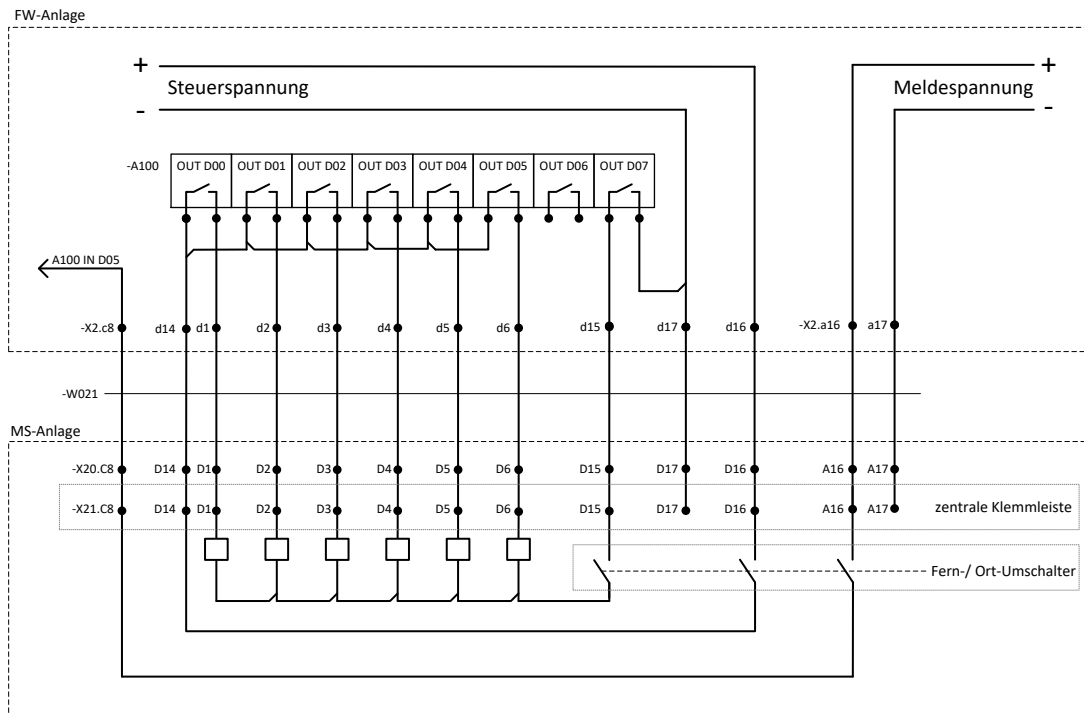 FW-Anlage
+
Steuerspannung
-
+
Meldespannung
-
-A100
OUT D00
OUT D01
OUT D02
OUT D03
OUT D04
OUT D05
OUT D06
OUT D07
A100 IN D05
-X2.c8
d14
d1
d2
d3
d4
d5
d6
d15
d17
d16
-X2.a16
a17
-W021
MS-Anlage
-X20.C8
D14
D1
D2
D3
D4
D5
D6
D15
D17
D16
A16
A17
-X21.C8
D14
D1
D2
D3
D4
D5
D6
D15
D17
D16
A16
A17
zentrale Klemmleiste
Fern-/ Ort-Umschalter